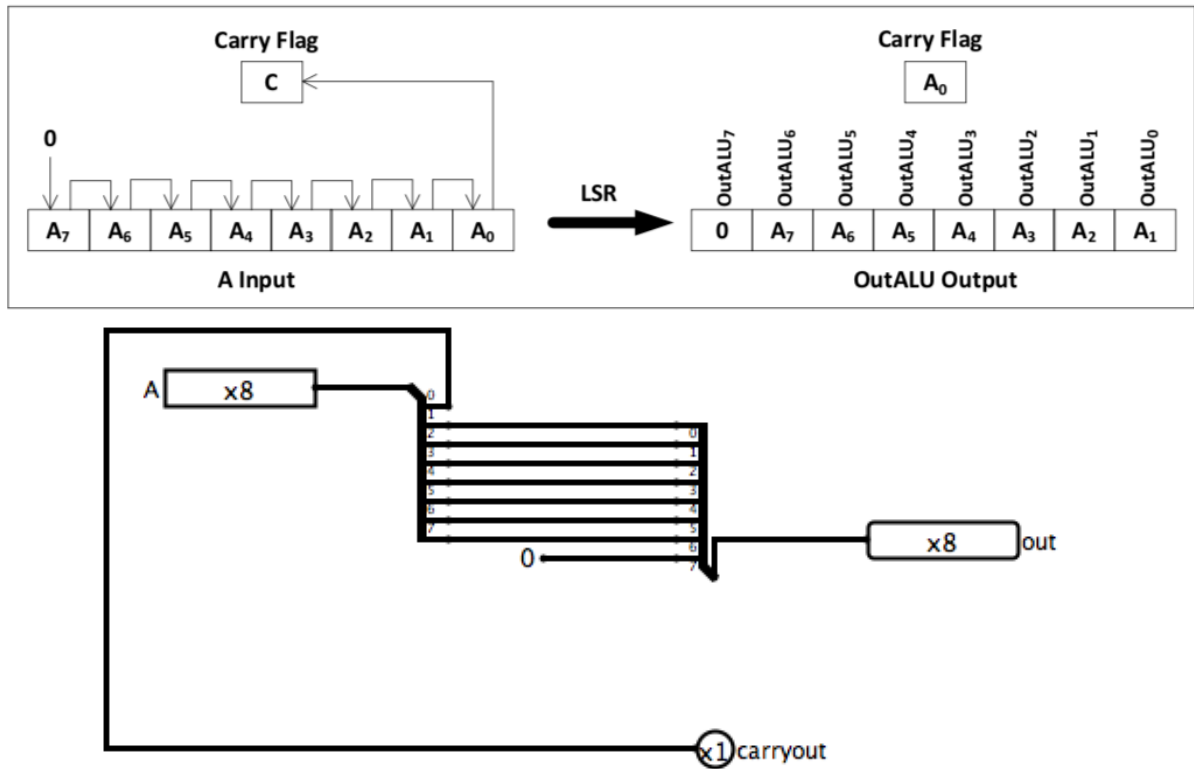 Carry Flag Carry Flag
C A₀
0
OutALU₇ OutALU₆ OutALU₅ OutALU₄ OutALU₃ OutALU₂ OutALU₁ OutALU₀
LSR
A₇ A₆ A₅ A₄ A₃ A₂ A₁ A₀ 0 A₇ A₆ A₅ A₄ A₃ A₂ A₁
A Input OutALU Output
A x8
0
1
2 0
3 1
4 2
5 3
6 4
7 5
0 6
7
x8 out
x1 carryout